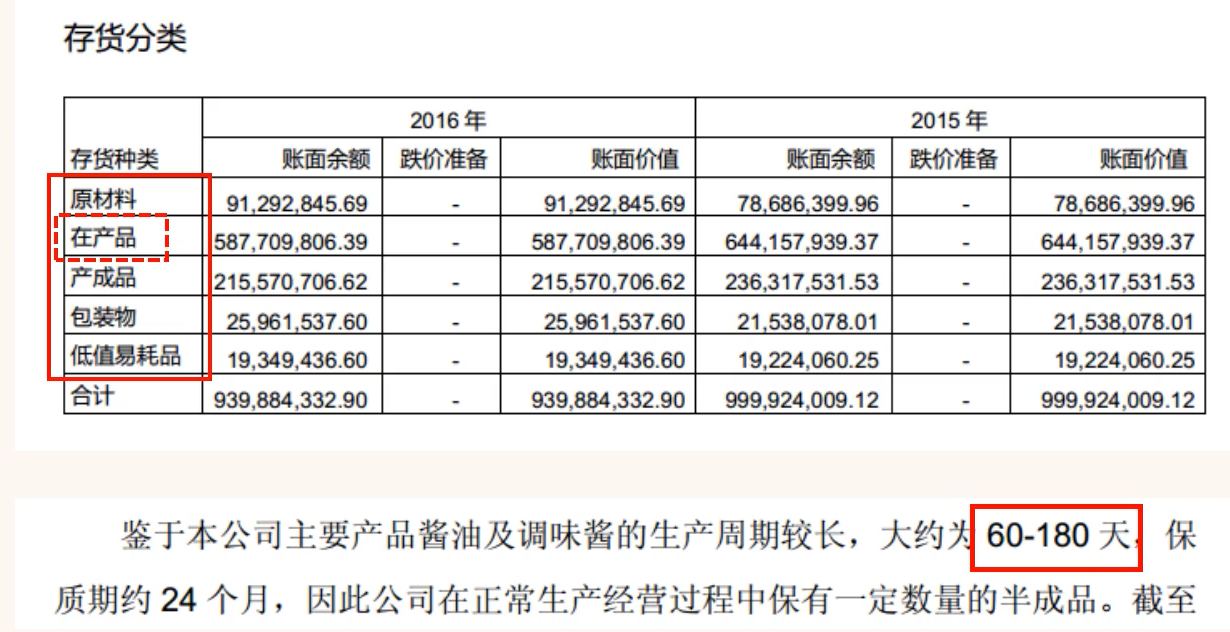 存货分类
2016 年 2015 年
存货种类 账面余额 跌价准备 账面价值 账面余额 跌价准备 账面价值
原材料 91,292,845.69 - 91,292,845.69 78,686,399.96 - 78,686,399.96
在产品 587,709,806.39 - 587,709,806.39 644,157,939.37 - 644,157,939.37
产成品 215,570,706.62 - 215,570,706.62 236,317,531.53 - 236,317,531.53
包装物 25,961,537.60 - 25,961,537.60 21,538,078.01 - 21,538,078.01
低值易耗品 19,349,436.60 - 19,349,436.60 19,224,060.25 - 19,224,060.25
合计 939,884,332.90 - 939,884,332.90 999,924,009.12 - 999,924,009.12
鉴于本公司主要产品酱油及调味酱的生产周期较长，大约为 60-180 天，保
质期约 24 个月，因此公司在正常生产经营过程中保有一定数量的半成品。截至